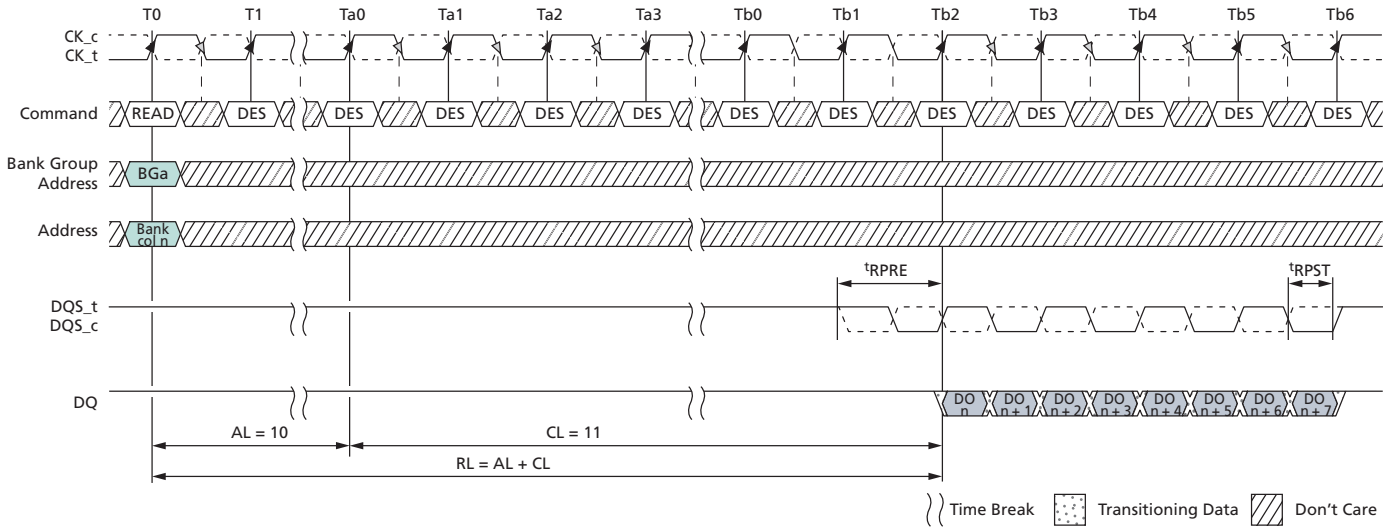 T0 T1 Ta0 Ta1 Ta2 Ta3 Tb0 Tb1 Tb2 Tb3 Tb4 Tb5 Tb6
CK_c
CK_t
Command READ DES DES DES DES DES DES DES DES DES DES DES DES
Bank Group
Address BGa
Address Bank
col n
tRPRE tRPST
DQS_t
DQS_c
DQ DO
n DO
n + 1 DO
n + 2 DO
n + 3 DO
n + 4 DO
n + 5 DO
n + 6 DO
n + 7
AL = 10 CL = 11
RL = AL + CL
Time Break Transitioning Data Don't Care